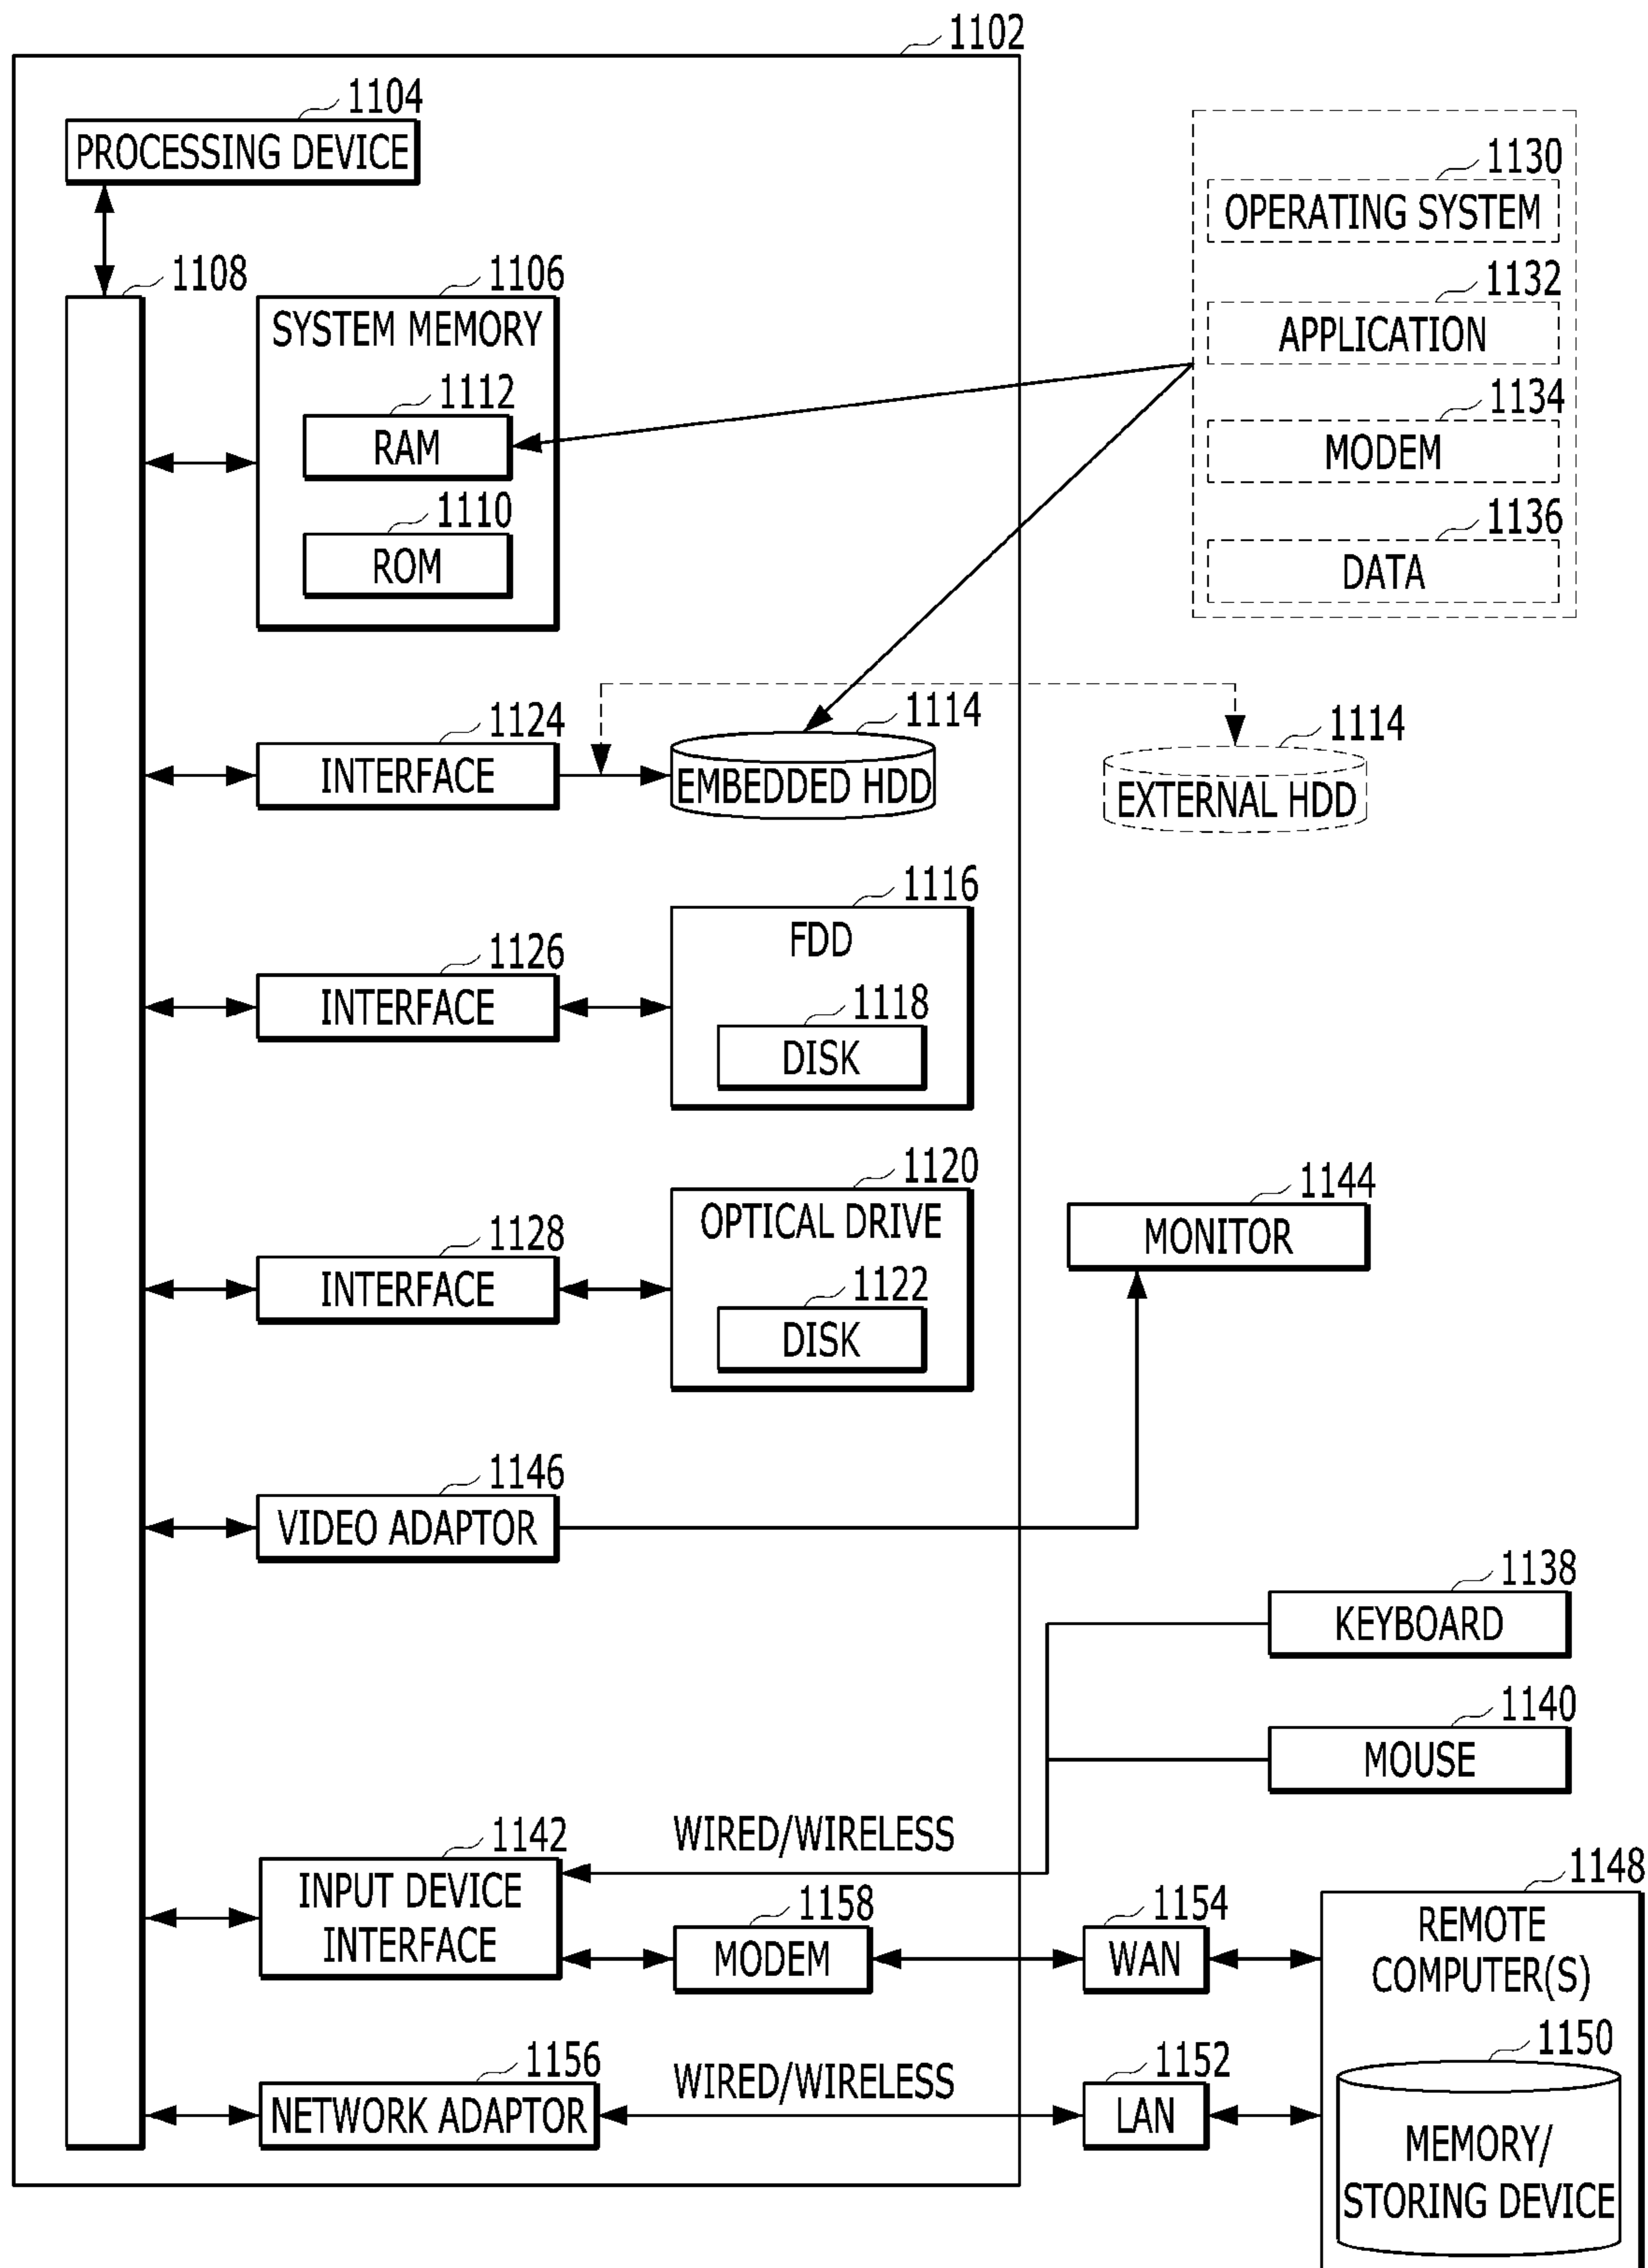 1102
1104
PROCESSING DEVICE
1108
1106
SYSTEM MEMORY
1112
RAM
1110
ROM
1130
OPERATING SYSTEM
1132
APPLICATION
1134
MODEM
1136
DATA
1124
INTERFACE
1114
EMBEDDED HDD
1114
EXTERNAL HDD
1126
INTERFACE
1116
FDD
1118
DISK
1128
INTERFACE
1120
OPTICAL DRIVE
1122
DISK
1144
MONITOR
1146
VIDEO ADAPTOR
1138
KEYBOARD
1140
MOUSE
1142
INPUT DEVICE
INTERFACE
WIRED/WIRELESS
1158
MODEM
1154
WAN
1148
REMOTE
COMPUTER(S)
1156
NETWORK ADAPTOR
WIRED/WIRELESS
1152
LAN
1150
MEMORY/
STORING DEVICE